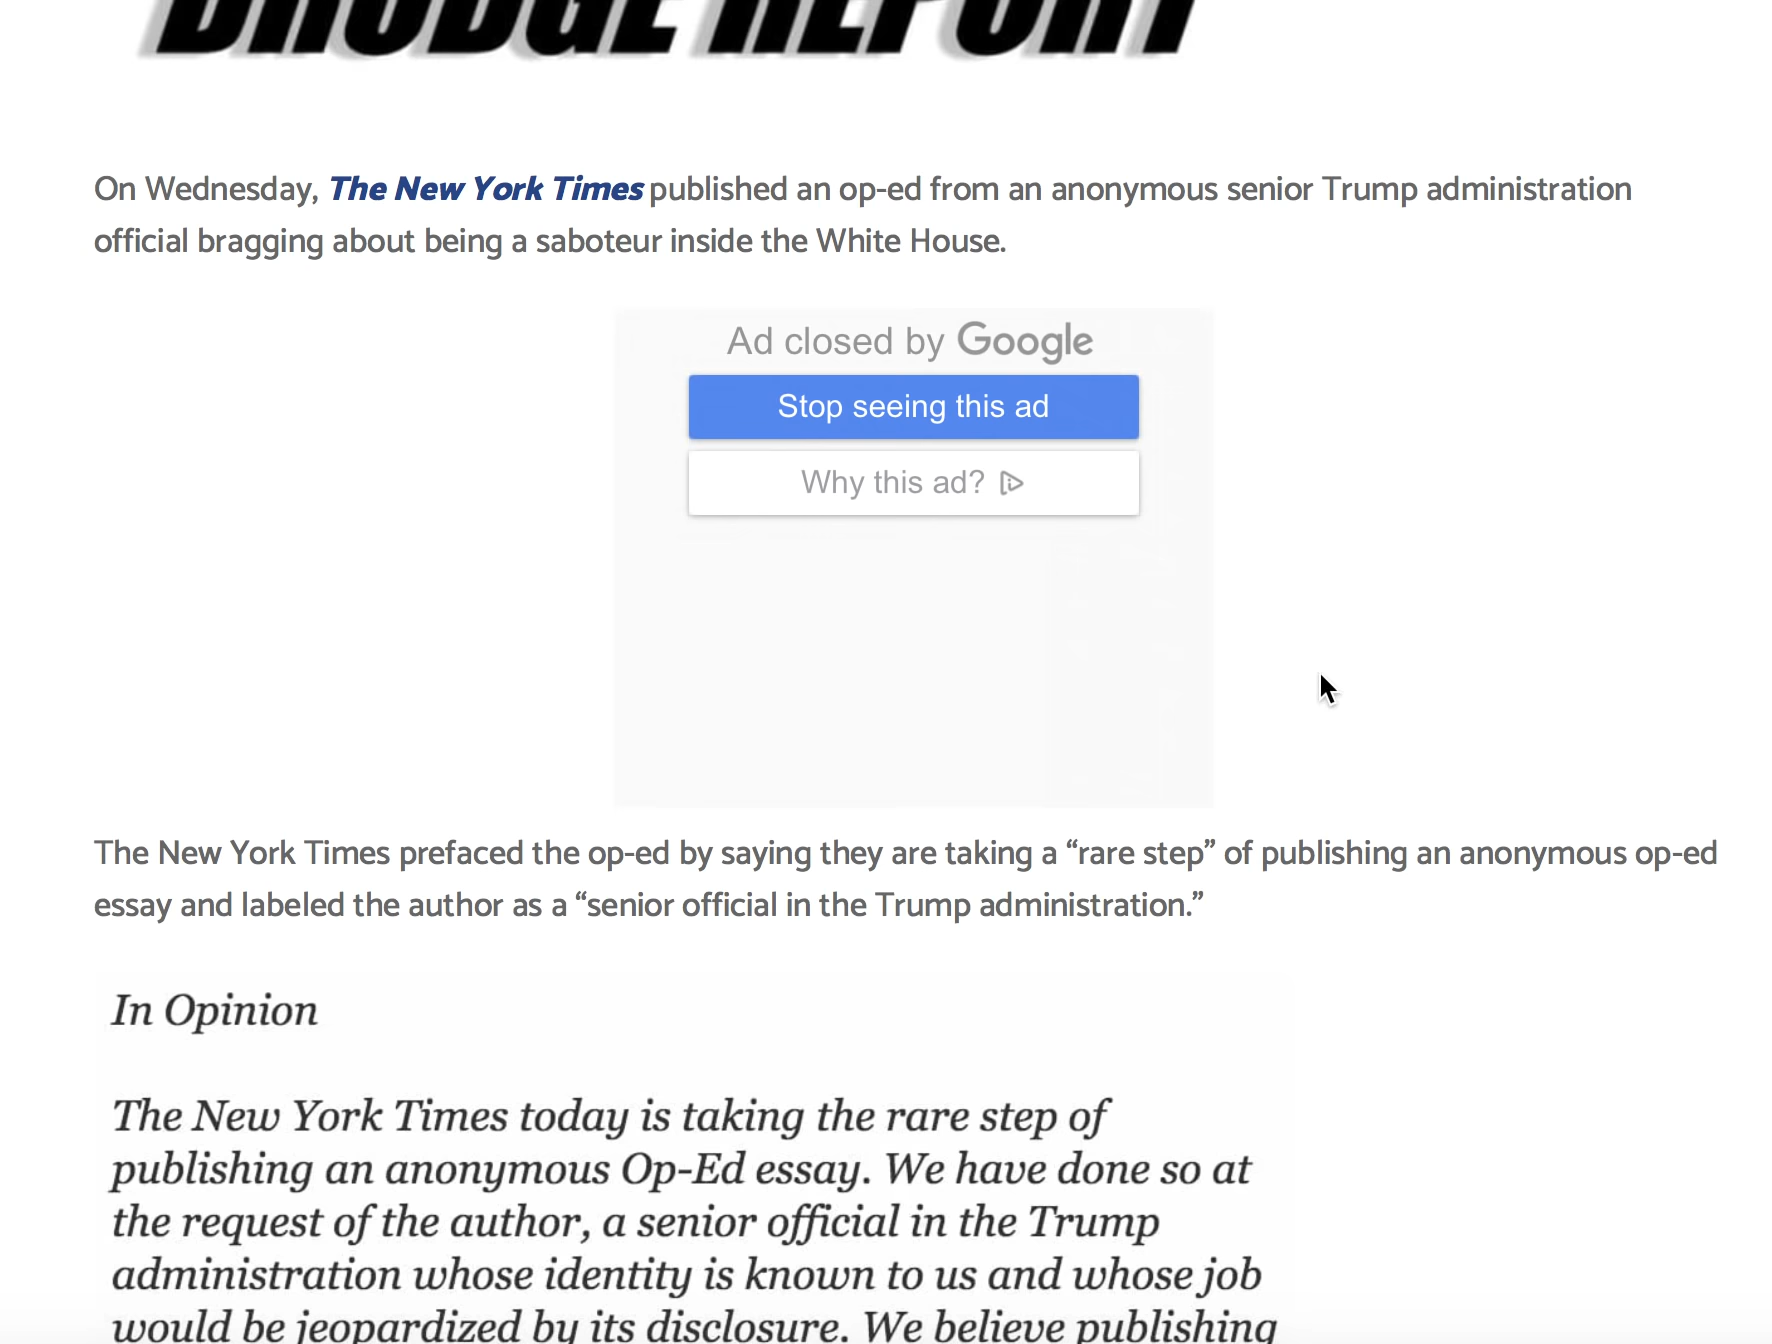 DRUDGE REPORT
On Wednesday, The New York Times published an op-ed from an anonymous senior Trump administration
official bragging about being a saboteur inside the White House.
Ad closed by Google
Stop seeing this ad
Why this ad?
The New York Times prefaced the op-ed by saying they are taking a “rare step” of publishing an anonymous op-ed
essay and labeled the author as a “senior official in the Trump administration.”
In Opinion
The New York Times today is taking the rare step of
publishing an anonymous Op-Ed essay. We have done so at
the request of the author, a senior official in the Trump
administration whose identity is known to us and whose job
would be jeopardized by its disclosure. We believe publishing